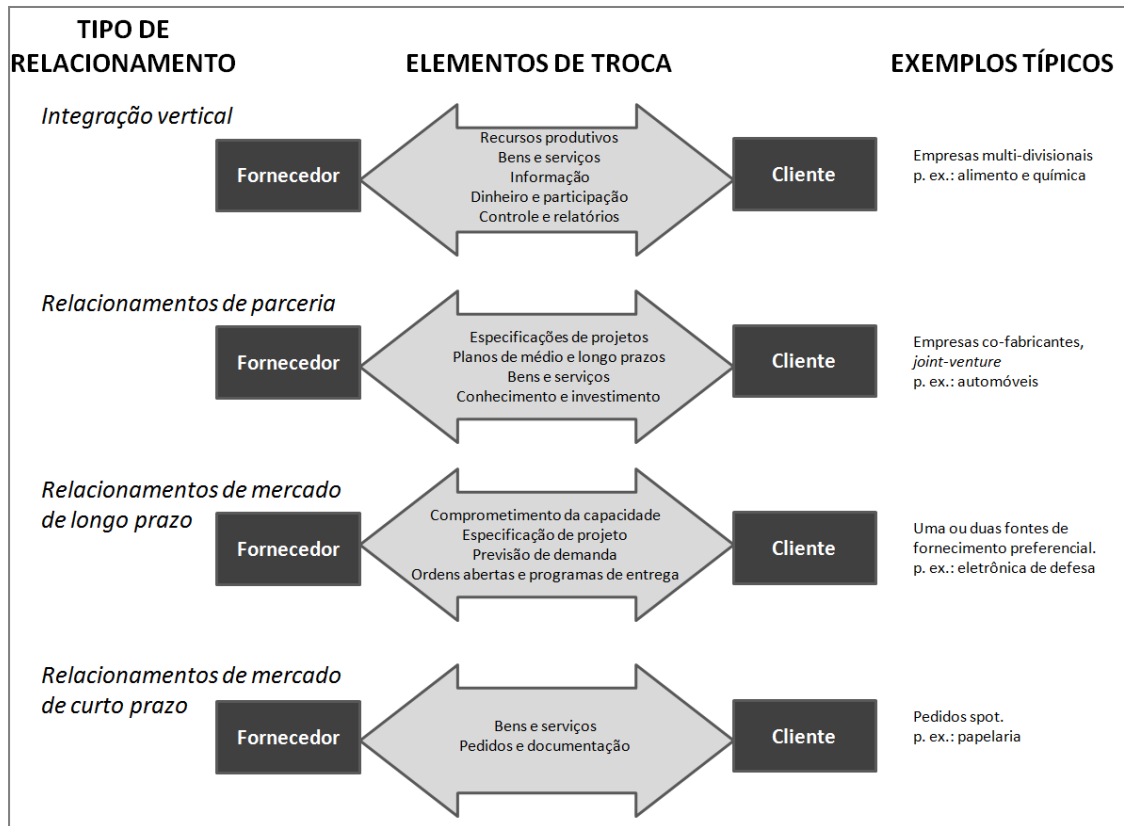 TIPO DE
RELACIONAMENTO
ELEMENTOS DE TROCA
EXEMPLOS TÍPICOS
Integração vertical
Fornecedor
Recursos produtivos
Bens e serviços
Informação
Dinheiro e participação
Controle e relatórios
Cliente
Empresas multi-divisionais
p. ex.: alimento e química
Relacionamentos de parceria
Fornecedor
Especificações de projetos
Planos de médio e longo prazos
Bens e serviços
Conhecimento e investimento
Cliente
Empresas co-fabricantes,
joint-venture
p. ex.: automóveis
Relacionamentos de mercado
de longo prazo
Fornecedor
Comprometimento da capacidade
Especificação de projeto
Previsão de demanda
Ordens abertas e programas de entrega
Cliente
Uma ou duas fontes de
fornecimento preferencial.
p. ex.: eletrônica de defesa
Relacionamentos de mercado
de curto prazo
Fornecedor
Bens e serviços
Pedidos e documentação
Cliente
Pedidos spot.
p. ex.: papelaria